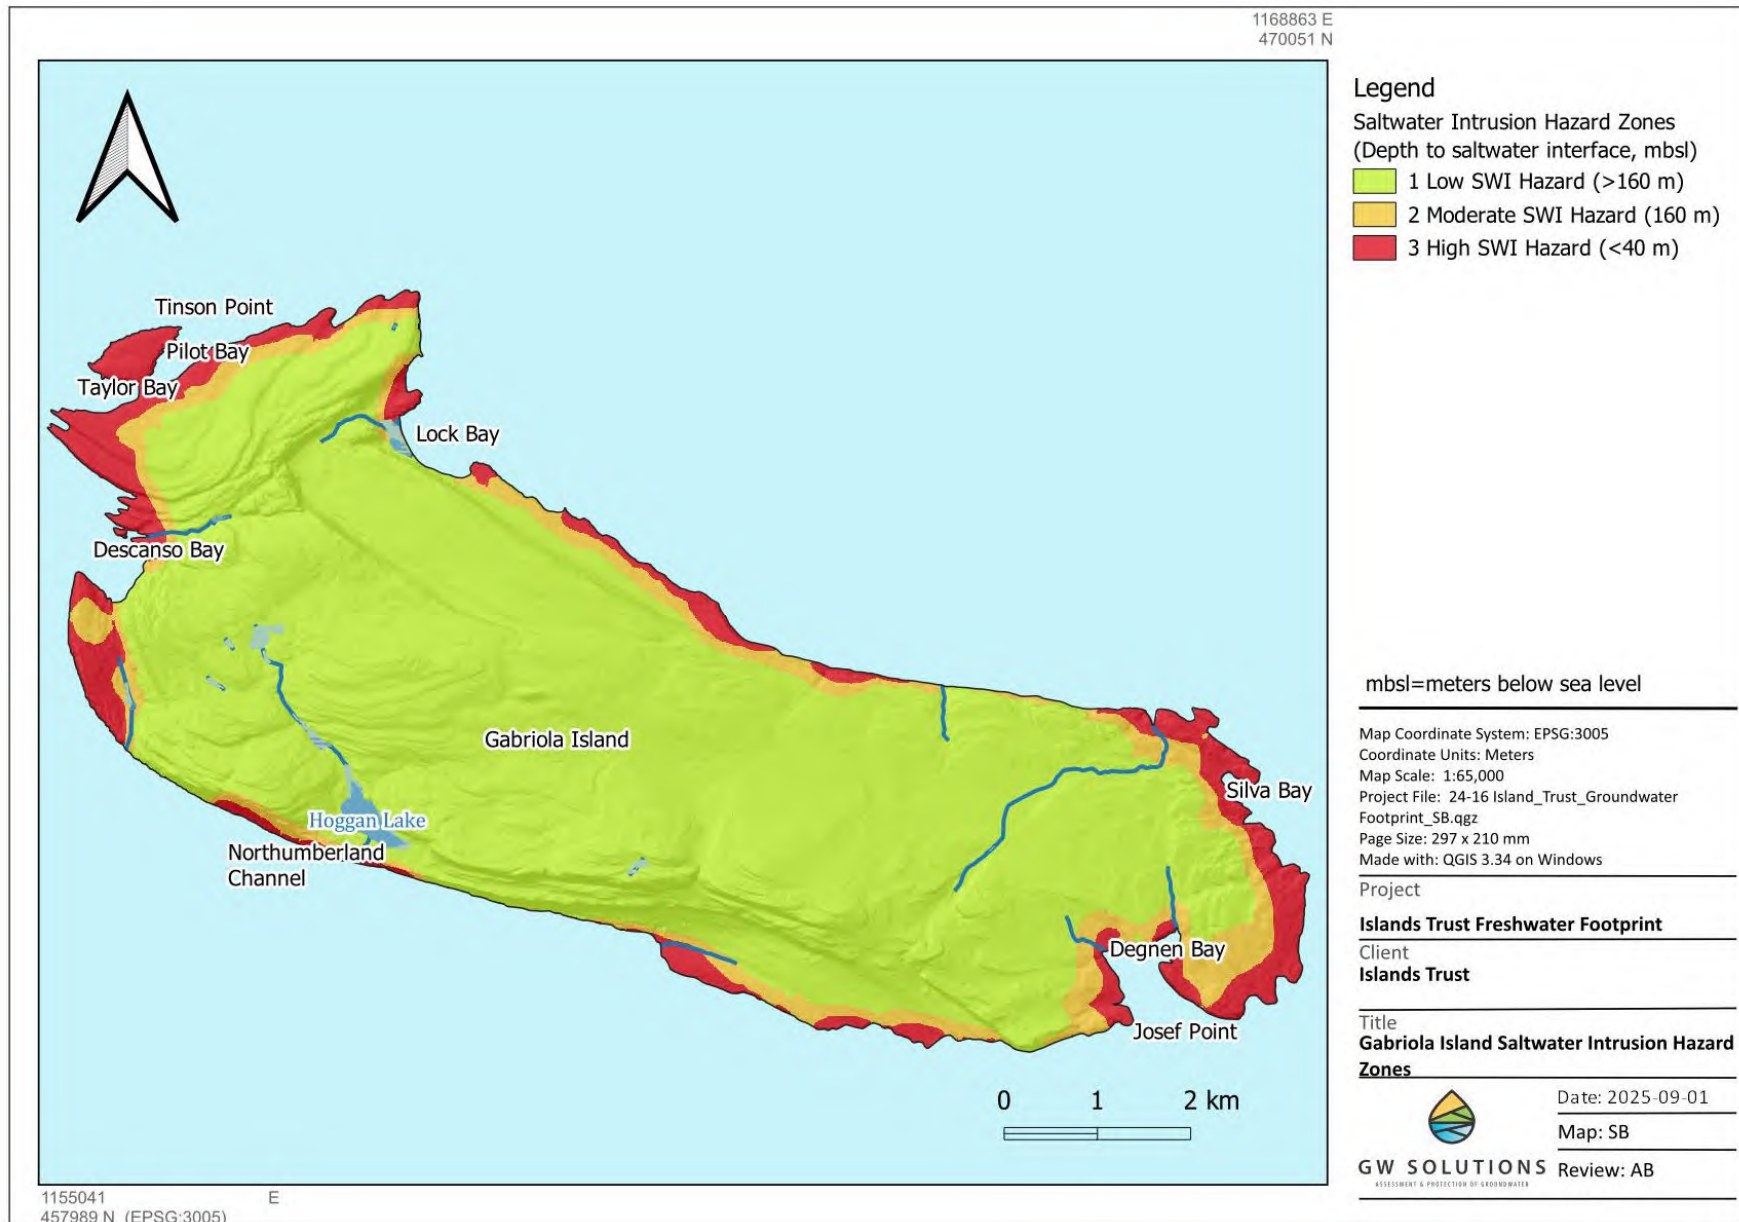 1168863 E
470051 N
Legend
Saltwater Intrusion Hazard Zones
(Depth to saltwater interface, mbsl)
1 Low SWI Hazard (>160 m)
2 Moderate SWI Hazard (160 m)
3 High SWI Hazard (<40 m)
Tinson Point
Pilot Bay
Taylor Bay
Lock Bay
Descanso Bay
Gabriola Island
Hoggan Lake
Northumberland
Channel
Silva Bay
Degnen Bay
Josef Point
0 1 2 km
1155041 E
457989 N (EPSG:3005)
mbsl=meters below sea level
Map Coordinate System: EPSG:3005
Coordinate Units: Meters
Map Scale: 1:65,000
Project File: 24-16 Island_Trust_Groundwater
Footprint_SB.qgz
Page Size: 297 x 210 mm
Made with: QGIS 3.34 on Windows
Project
Islands Trust Freshwater Footprint
Client
Islands Trust
Title
Gabriola Island Saltwater Intrusion Hazard
Zones
Date: 2025-09-01
Map: SB
Review: AB
GW SOLUTIONS
ASSESSMENT & PROTECTION OF GROUNDWATER